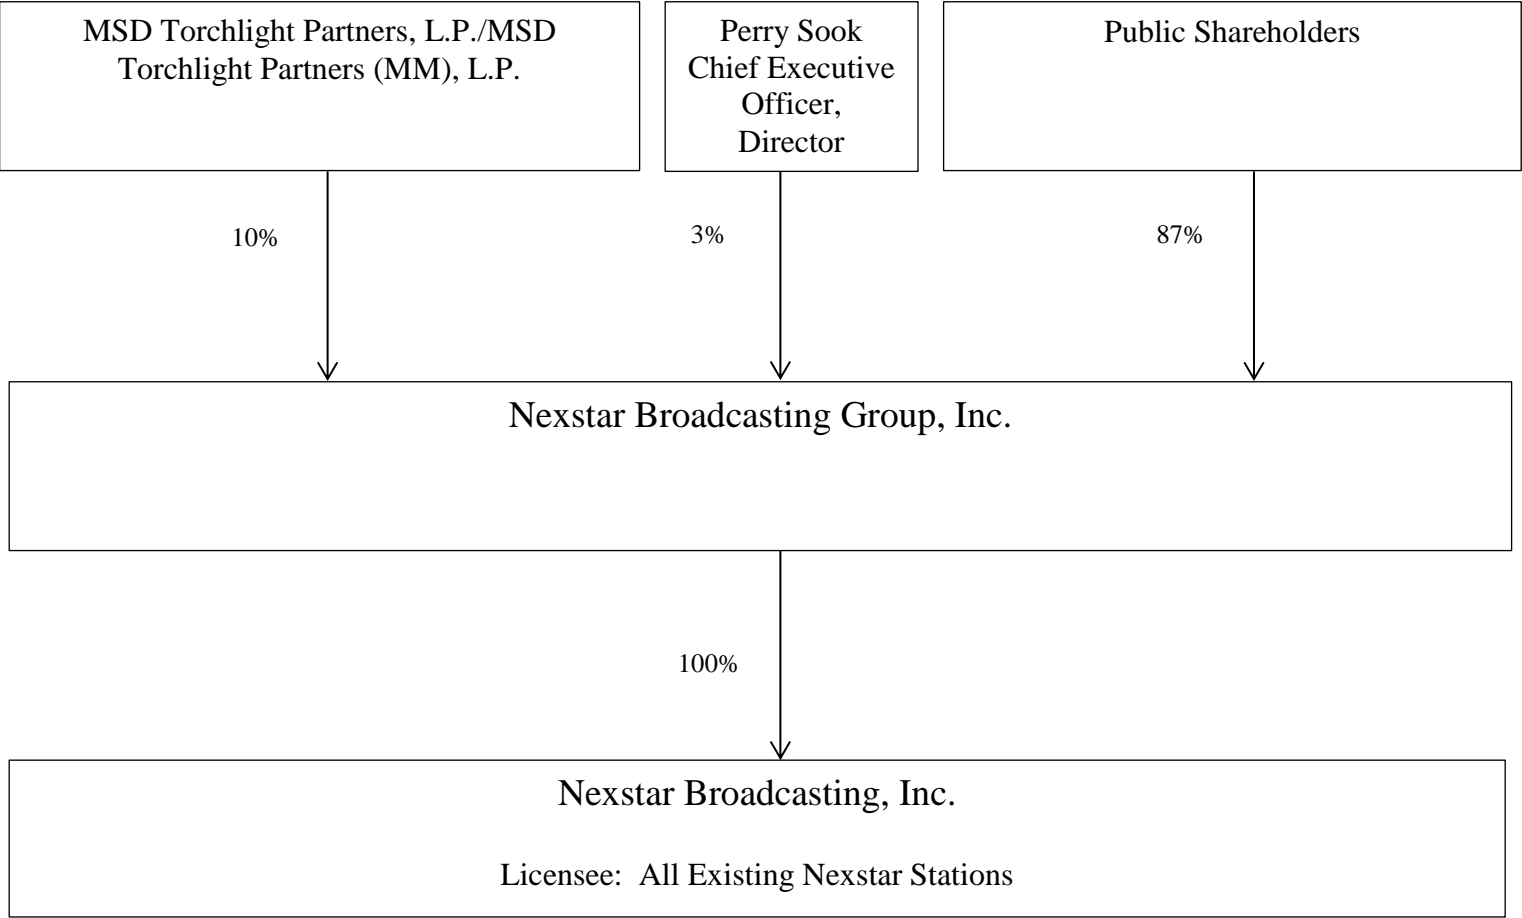 MSD Torchlight Partners, L.P./MSD
Torchlight Partners (MM), L.P.
Perry Sook
Chief Executive
Officer,
Director
Public Shareholders
10%
3%
87%
Nexstar Broadcasting Group, Inc.
100%
Nexstar Broadcasting, Inc.
Licensee: All Existing Nexstar Stations